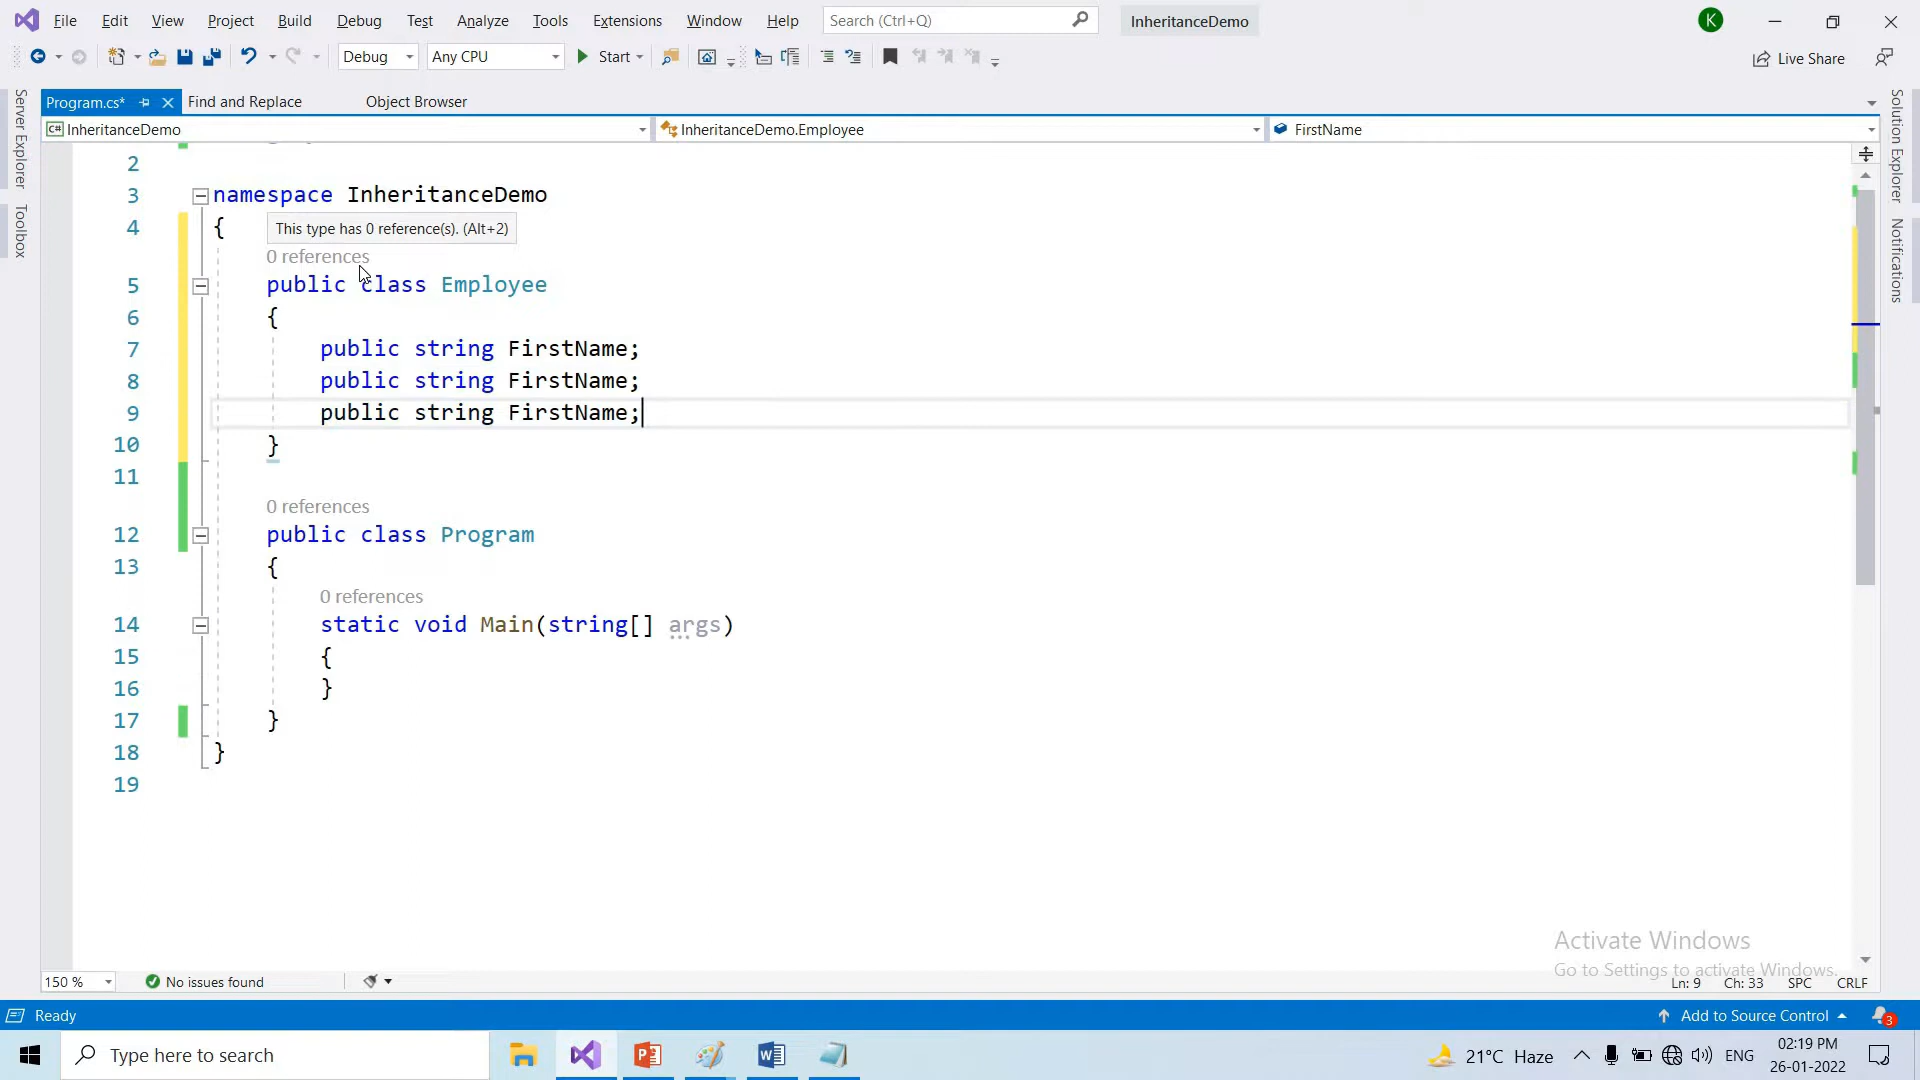 File Edit View Project Build Debug Test Analyze Tools Extensions Window Help Search (Ctrl+Q) InheritanceDemo K
Debug Any CPU Start Live Share
Program.cs* Find and Replace Object Browser
C# InheritanceDemo InheritanceDemo.Employee FirstName
Server Explorer
Toolbox
Solution Explorer
Notifications
2
3 namespace InheritanceDemo
4 {
This type has 0 reference(s). (Alt+2)
0 references
5 public class Employee
6 {
7 public string FirstName;
8 public string FirstName;
9 public string FirstName;
10 }
11
0 references
12 public class Program
13 {
0 references
14 static void Main(string[] args)
15 {
16 }
17 }
18 }
19
Activate Windows
Go to Settings to activate Windows.
150 % No issues found Ln: 9 Ch: 33 SPC CRLF
Ready Add to Source Control 3
Type here to search 21°C Haze ENG 02:19 PM
26-01-2022